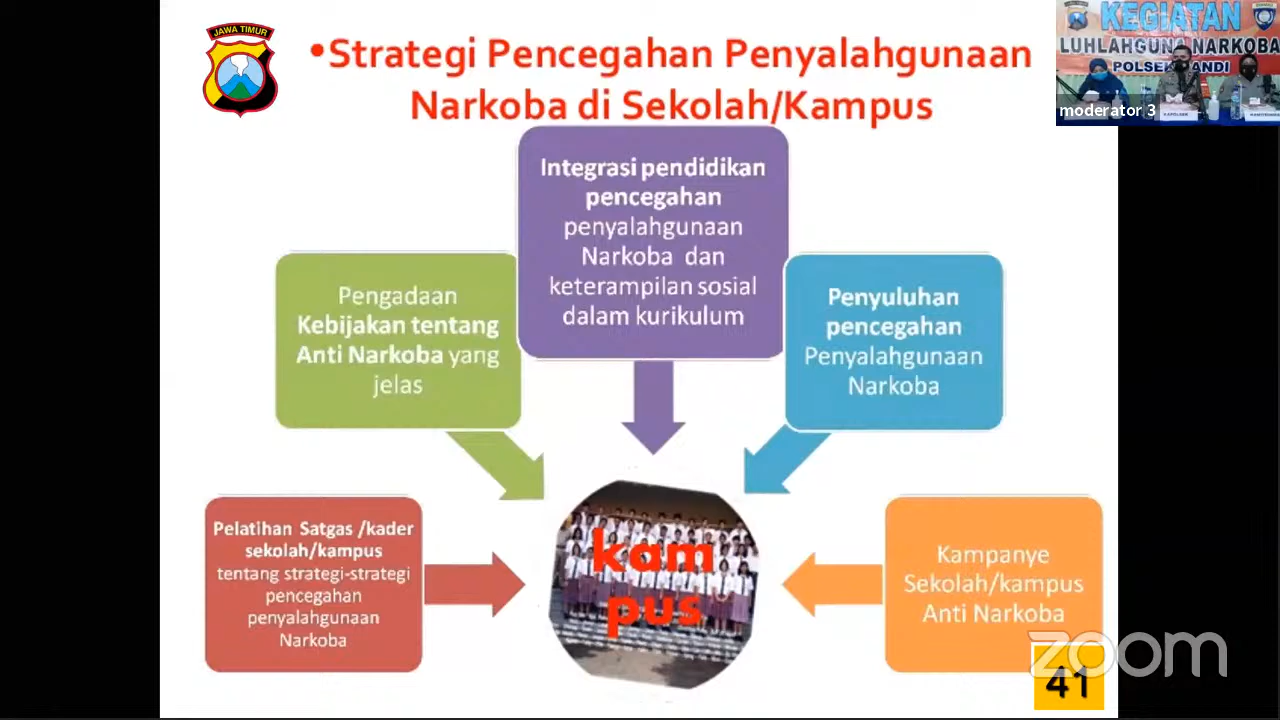 JAWA TIMUR
•Strategi Pencegahan Penyalahgunaan
Narkoba di Sekolah/Kampus
KEGIATAN
LUHLAHGUNA NARKOBA
moderator 3
KAPOLSEK
Integrasi pendidikan
pencegahan
penyalahgunaan
Narkoba dan
keterampilan sosial
dalam kurikulum
Pengadaan
Kebijakan tentang
Anti Narkoba yang
jelas
Penyuluhan
pencegahan
Penyalahgunaan
Narkoba
Pelatihan Satgas /kader
sekolah/kampus
tentang strategi-strategi
pencegahan
penyalahgunaan
Narkoba
kam
pus
Kampanye
Sekolah/kampus
Anti Narkoba
zoom
41